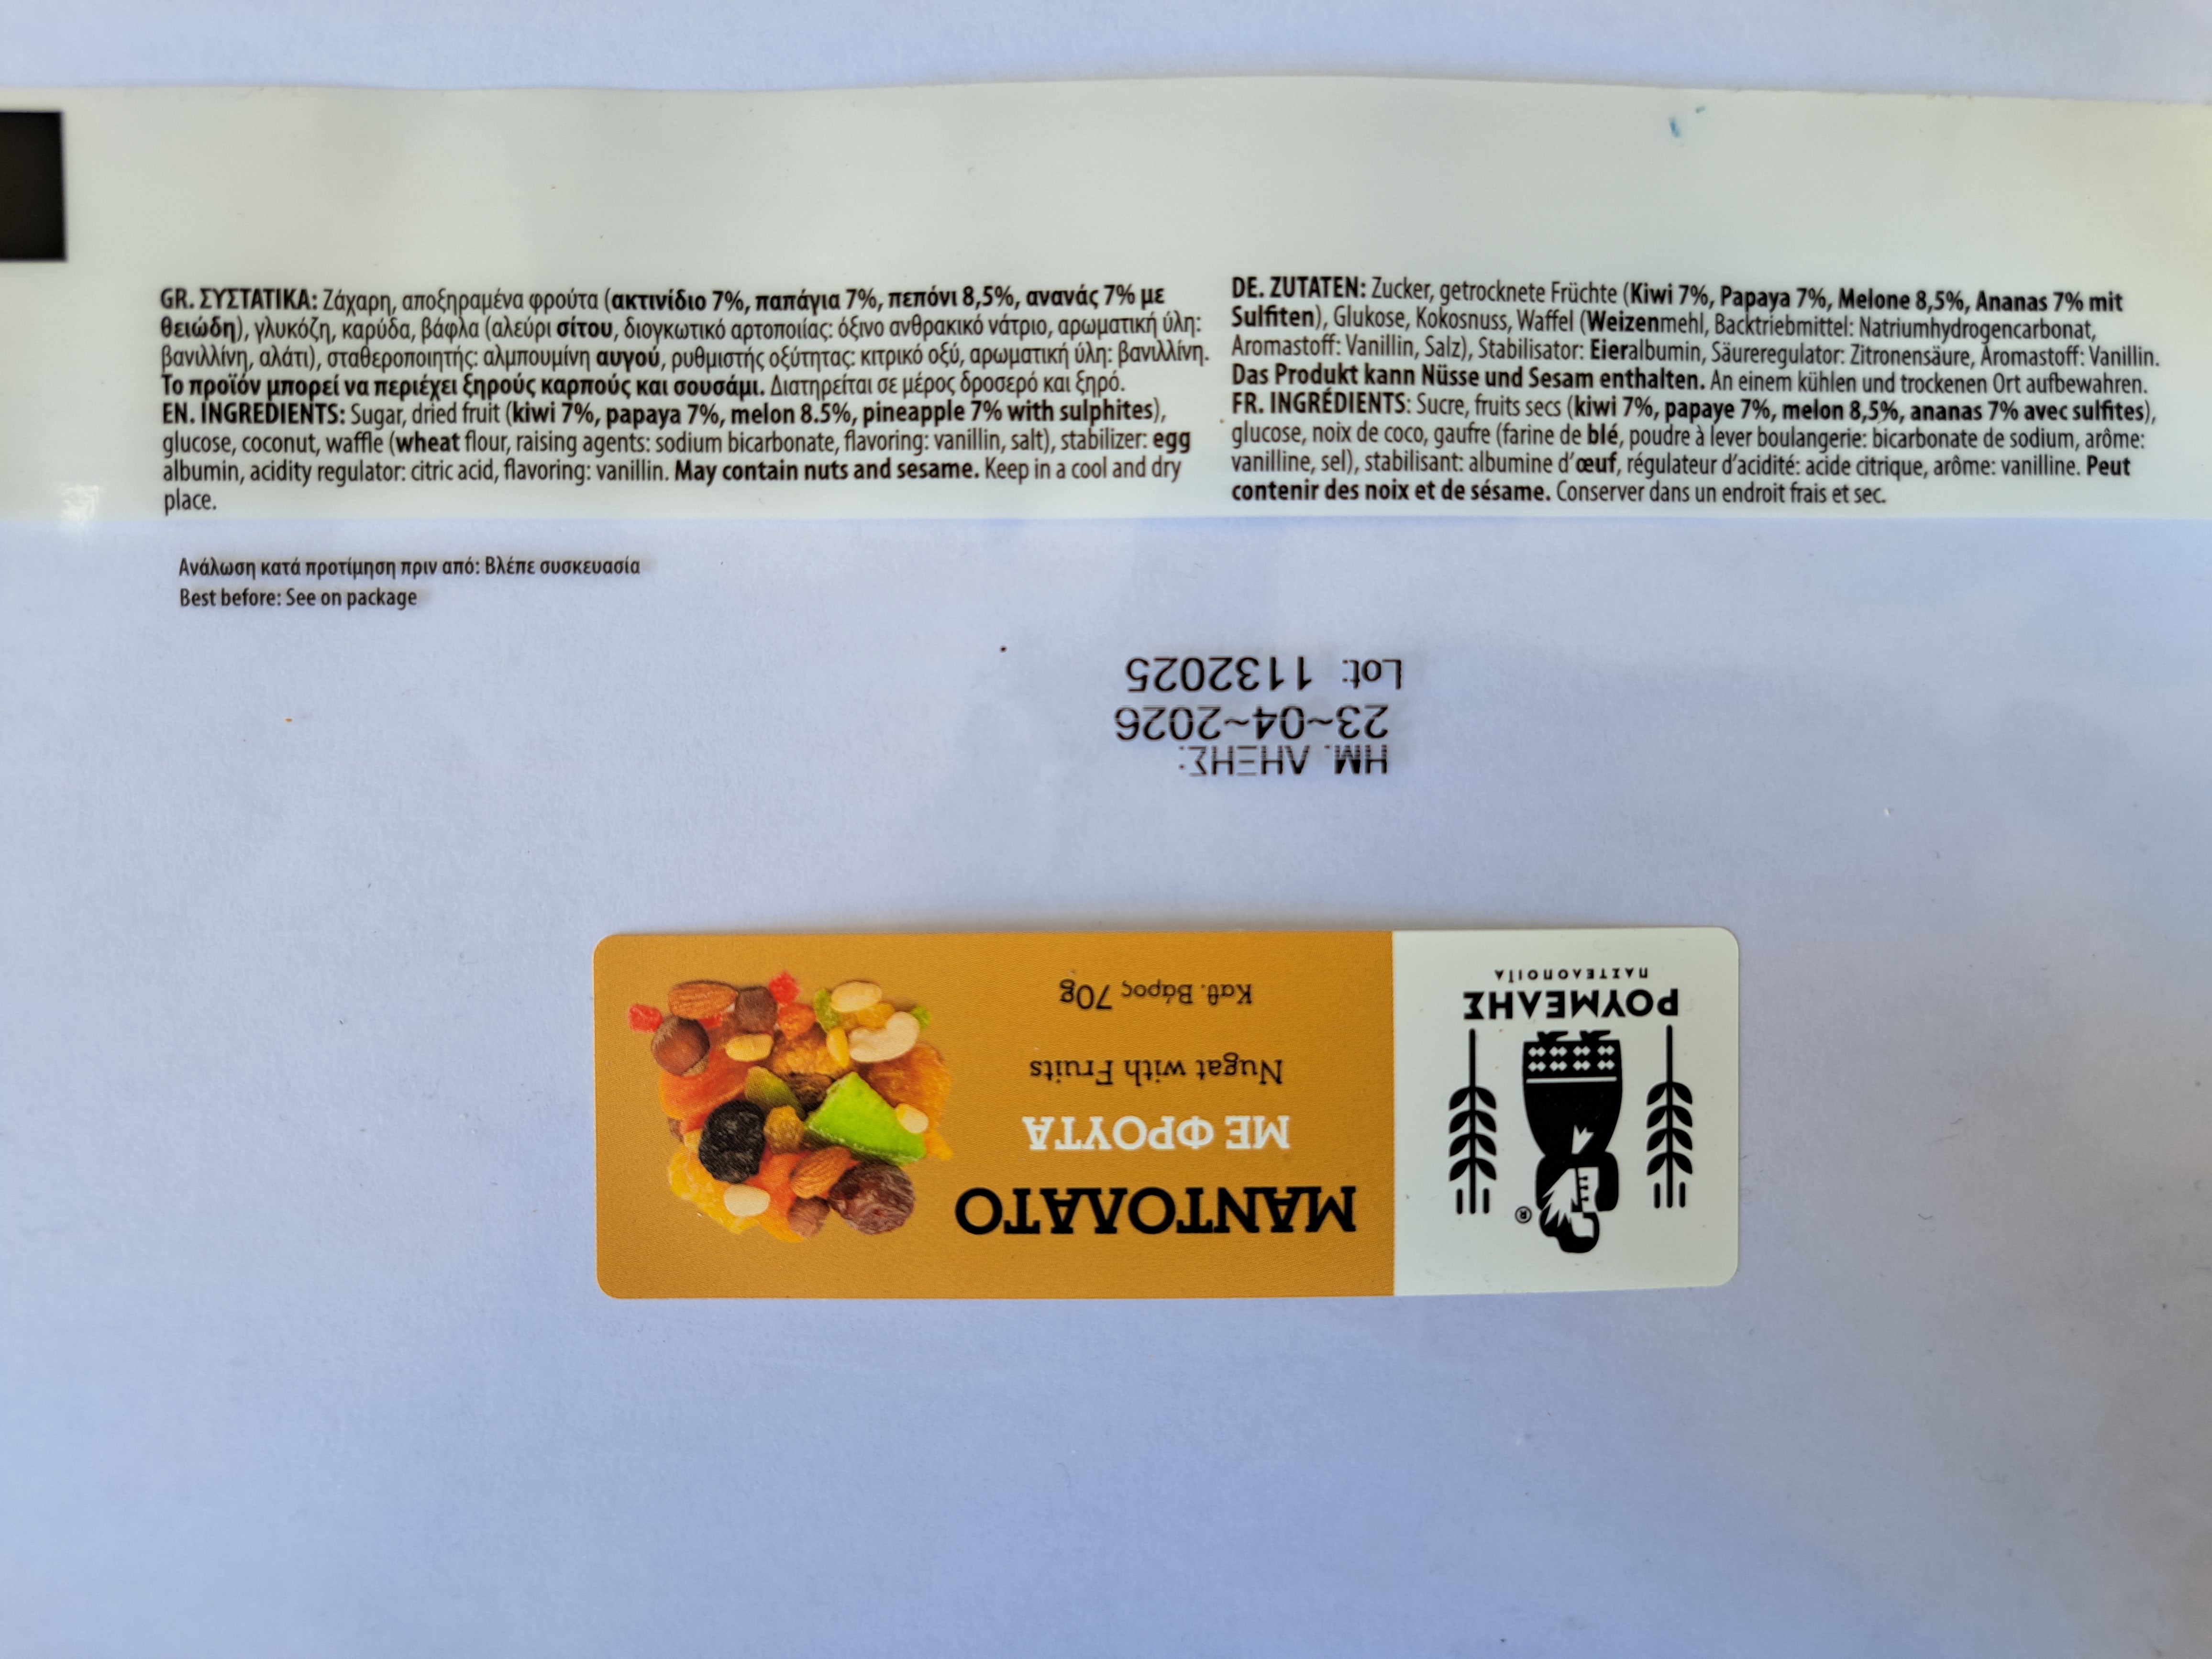 GR. ΣΥΣΤΑΤΙΚΑ: Ζάχαρη, αποξηραμένα φρούτα (ακτινίδιο 7%, παπάγια 7%, πεπόνι 8,5%, ανανάς 7% με
θειώδη), γλυκόζη, καρύδα, βάφλα (αλεύρι σίτου, διογκωτικό αρτοποιίας: όξινο ανθρακικό νάτριο, αρωματική ύλη:
βανιλλίνη, αλάτι), σταθεροποιητής: αλμπουμίνη αυγού, ρυθμιστής οξύτητας: κιτρικό οξύ, αρωματική ύλη: βανιλλίνη.
Το προϊόν μπορεί να περιέχει ξηρούς καρπούς και σουσάμι. Διατηρείται σε μέρος δροσερό και ξηρό.
EN. INGREDIENTS: Sugar, dried fruit (kiwi 7%, papaya 7%, melon 8.5%, pineapple 7% with sulphites),
glucose, coconut, waffle (wheat flour, raising agents: sodium bicarbonate, flavoring: vanillin, salt), stabilizer: egg
albumin, acidity regulator: citric acid, flavoring: vanillin. May contain nuts and sesame. Keep in a cool and dry
place.
DE. ZUTATEN: Zucker, getrocknete Früchte (Kiwi 7%, Papaya 7%, Melone 8,5%, Ananas 7% mit
Sulfiten), Glukose, Kokosnuss, Waffel (Weizenmehl, Backtriebmittel: Natriumhydrogencarbonat,
Aromastoff: Vanillin, Salz), Stabilisator: Eieralbumin, Säureregulator: Zitronensäure, Aromastoff: Vanillin.
Das Produkt kann Nüsse und Sesam enthalten. An einem kühlen und trockenen Ort aufbewahren.
FR. INGRÉDIENTS: Sucre, fruits secs (kiwi 7%, papaye 7%, melon 8,5%, ananas 7% avec sulfites),
glucose, noix de coco, gaufre (farine de blé, poudre à lever boulangerie: bicarbonate de sodium, arôme:
vanilline, sel), stabilisant: albumine d'œuf, régulateur d'acidité: acide citrique, arôme: vanilline. Peut
contenir des noix et de sésame. Conserver dans un endroit frais et sec.
Ανάλωση κατά προτίμηση πριν από: Βλέπε συσκευασία
Best before: See on package
ΗΜ. ΛΗΞΗΣ:
23~04~2026
Lot: 1132025
ΡΟΥΜΕΛΗΣ
ΠΑΣΤΕΛΟΠΟΙΪΑ
®
ΜΑΝΤΟΛΑΤΟ
ΜΕ ΦΡΟΥΤΑ
Nugat with Fruits
Καθ. Βάρος 70g